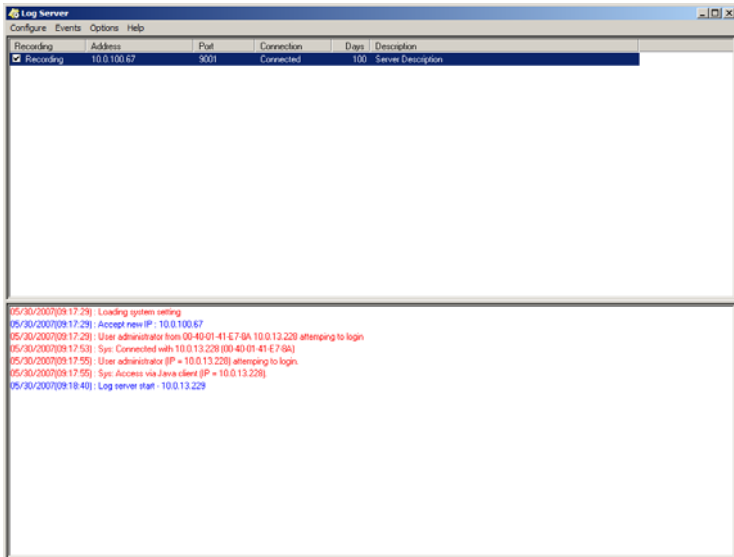 Log Server
Configure Events Options Help
Recording Address Port Connection Days Description
Recording 10.0.100.67 9001 Connected 100 Server Description
05/30/2007(09:17:29) : Loading system setting
05/30/2007(09:17:29) : Accept new IP : 10.0.100.67
05/30/2007(09:17:29) : User administrator from 00-40-01-41-E7-8A 10.0.13.228 attemping to login
05/30/2007(09:17:53) : Sys: Connected with 10.0.13.228 (00-40-01-41-E7-8A)
05/30/2007(09:17:55) : User administrator (IP = 10.0.13.228) attemping to login.
05/30/2007(09:17:55) : Sys: Access via Java client (IP = 10.0.13.228).
05/30/2007(09:18:40) : Log server start - 10.0.13.229